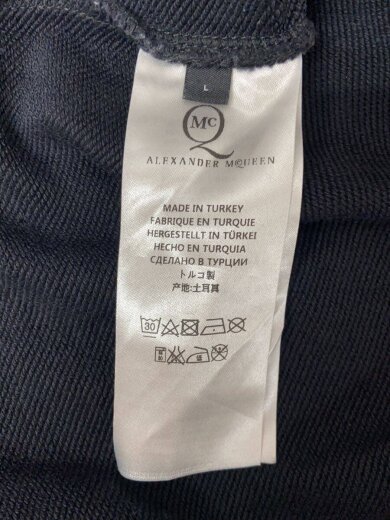 L
McQ
ALEXANDER McQUEEN
MADE IN TURKEY
FABRIQUE EN TURQUIE
HERGESTELLT IN TÜRKEI
HECHO EN TURQUIA
СДЕЛАНО В ТУРЦИИ
トルコ製
产地:土耳其
30